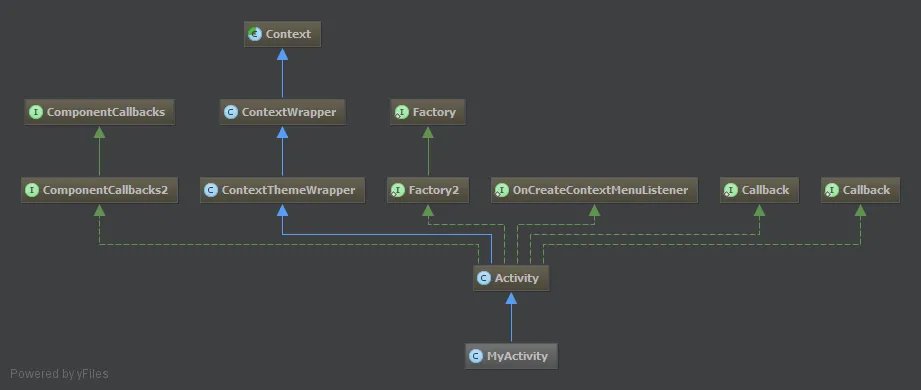 Context
ComponentCallbacks
ContextWrapper
Factory
ComponentCallbacks2
ContextThemeWrapper
Factory2
OnCreateContextMenuListener
Callback
Callback
Activity
MyActivity
Powered by yFiles